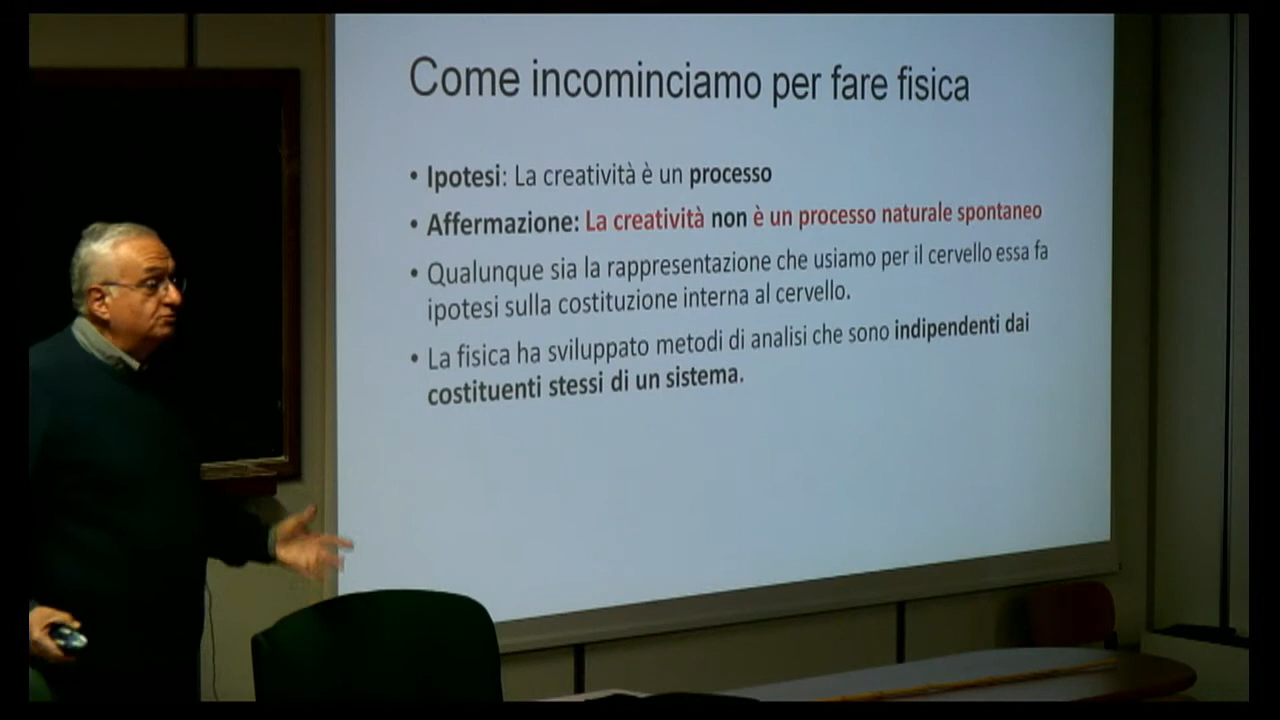 Come incominciamo per fare fisica
• Ipotesi: La creatività è un processo
• Affermazione: La creatività non è un processo naturale spontaneo
• Qualunque sia la rappresentazione che usiamo per il cervello essa fa
ipotesi sulla costituzione interna al cervello.
• La fisica ha sviluppato metodi di analisi che sono indipendenti dai
costituenti stessi di un sistema.